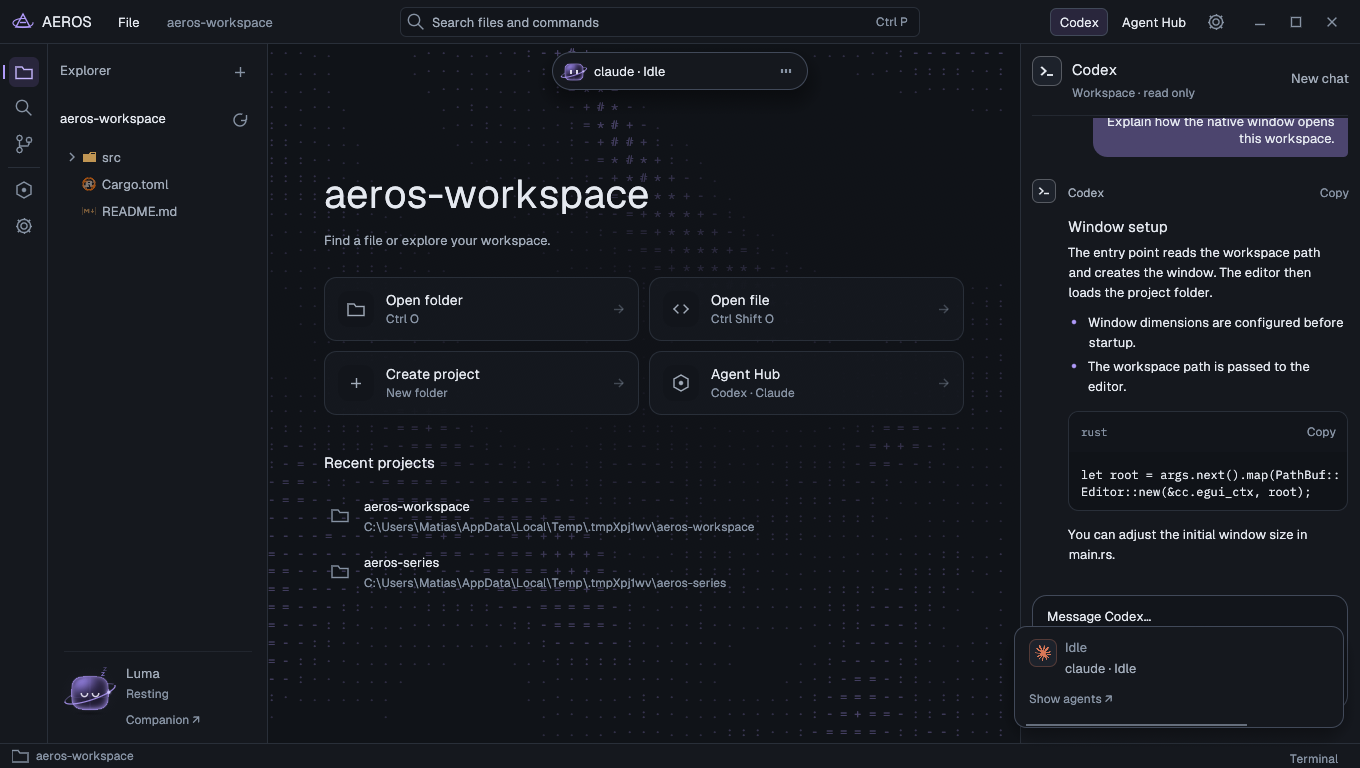 AEROS
File
aeros-workspace
Search files and commands
Ctrl P
Codex
Agent Hub
Explorer
aeros-workspace
src
Cargo.toml
README.md
Luma
Resting
Companion
claude · Idle
aeros-workspace
Find a file or explore your workspace.
Open folder
Ctrl O
Open file
Ctrl Shift O
Create project
New folder
Agent Hub
Codex · Claude
Recent projects
aeros-workspace
C:\Users\Matias\AppData\Local\Temp\.tmpXpj1wv\aeros-workspace
aeros-series
C:\Users\Matias\AppData\Local\Temp\.tmpXpj1wv\aeros-series
Codex
Workspace · read only
New chat
Explain how the native window opens
this workspace.
Codex
Copy
Window setup
The entry point reads the workspace path
and creates the window. The editor then
loads the project folder.
• Window dimensions are configured before
startup.
• The workspace path is passed to the
editor.
rust
Copy
let root = args.next().map(PathBuf::
Editor::new(&cc.egui_ctx, root);
You can adjust the initial window size in
main.rs.
Message Codex…
Idle
claude · Idle
Show agents
aeros-workspace
Terminal